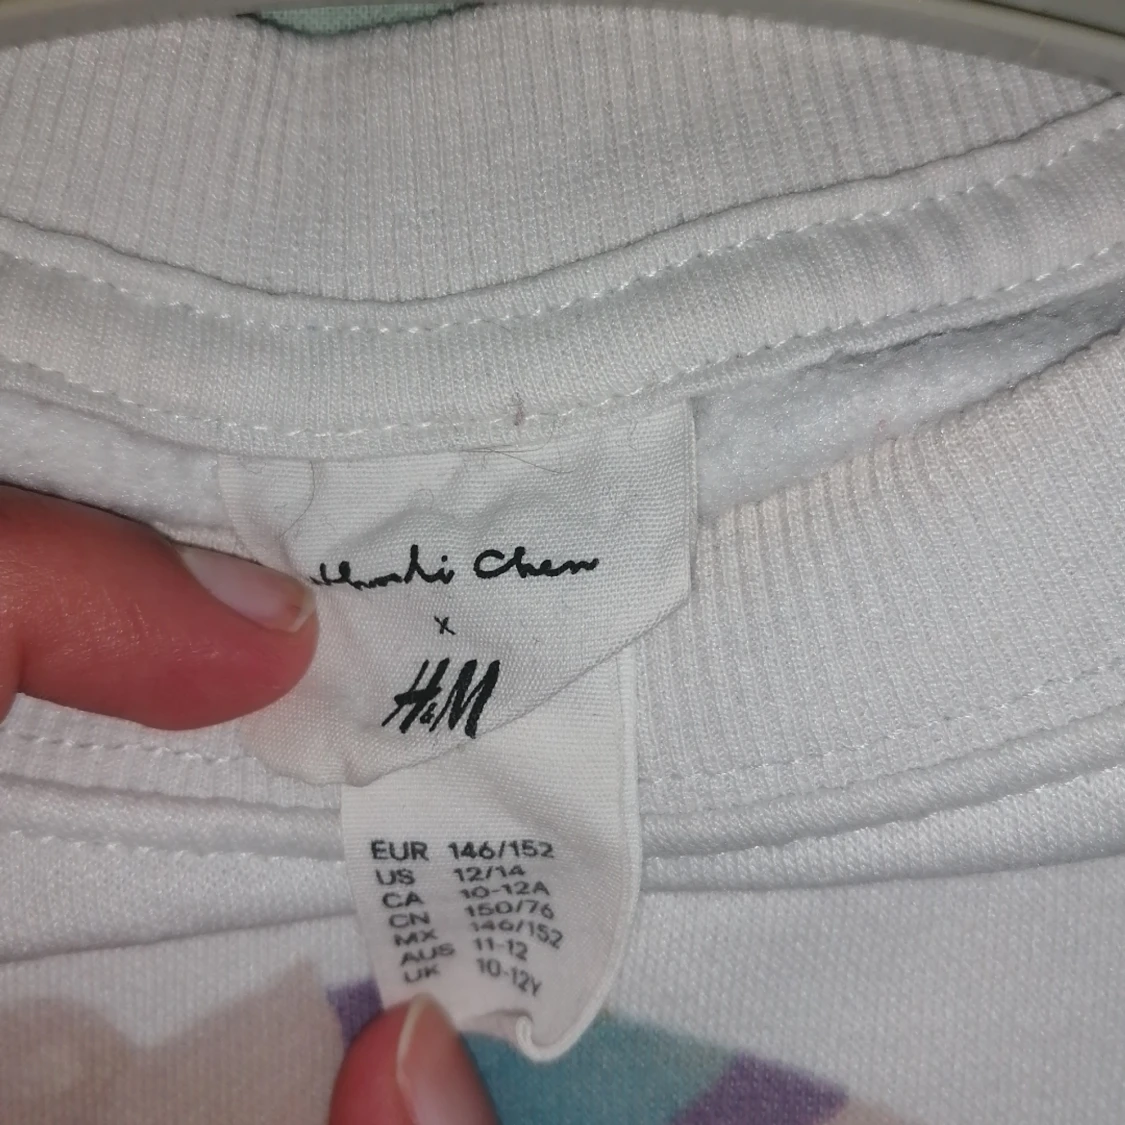 Chen
x
H&M
EUR 146/152
US 12/14
CA 10-12A
CN 150/76
MX 146/152
AUS 11-12
UK 10-12Y